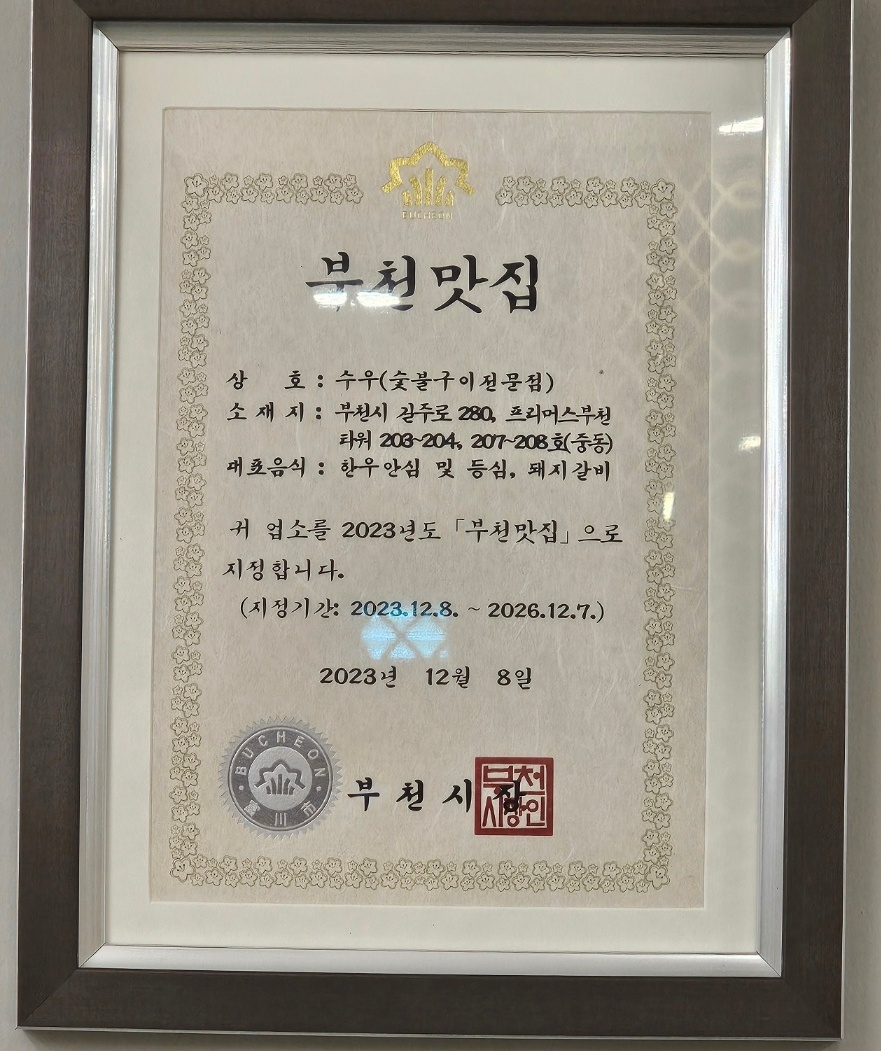 BUCHEON
부천맛집
상 호 : 수우(숯불구이전문점)
소 재 지 : 부천시 길주로 280, 프리머스부천
타워 203~204, 207~208호(중동)
대표음식 : 한우안심 및 등심, 돼지갈비
귀 업소를 2023년도 「부천맛집」으로
지정합니다.
(지정기간: 2023.12.8. ~ 2026.12.7.)
2023년 12월 8일
BUCHEON
富川市
부천시장
부천
시장인